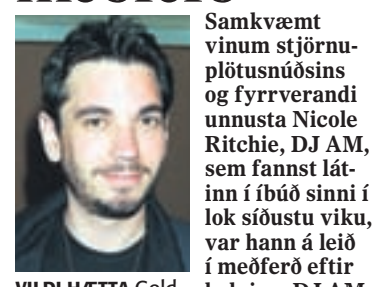 Samkvæmt
vinum stjörnu-
plötusnúðsins
og fyrrverandi
unnusta Nicole
Ritchie, DJ AM,
sem fannst lát-
inn í íbúð sinni í
lok síðustu viku,
var hann á leið
í meðferð eftir
VILDI HÆTTA Gold-